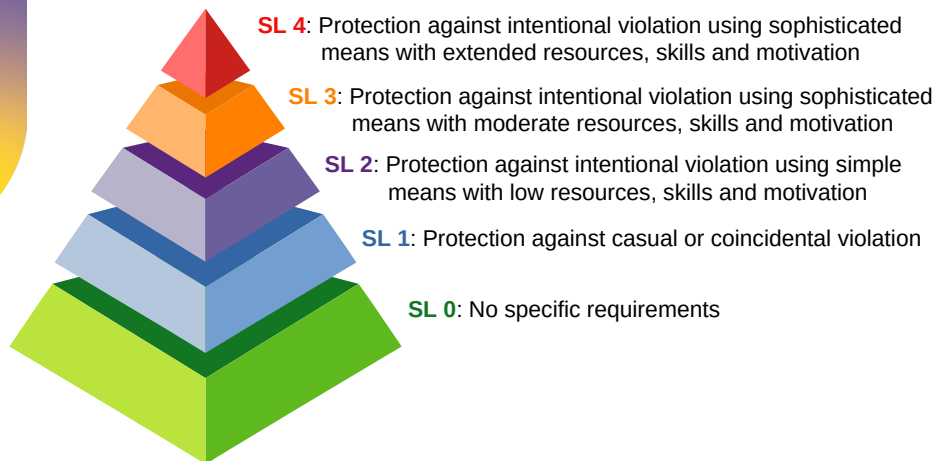 SL 4: Protection against intentional violation using sophisticated
means with extended resources, skills and motivation
SL 3: Protection against intentional violation using sophisticated
means with moderate resources, skills and motivation
SL 2: Protection against intentional violation using simple
means with low resources, skills and motivation
SL 1: Protection against casual or coincidental violation
SL 0: No specific requirements